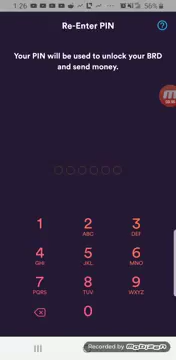 1:26
56%
Re-Enter PIN
?
Your PIN will be used to unlock your BRD
and send money.
1 2 ABC 3 DEF
4 GHI 5 JKL 6 MNO
7 PQRS 8 TUV 9 WXYZ
0
Recorded by
MOBIZEN